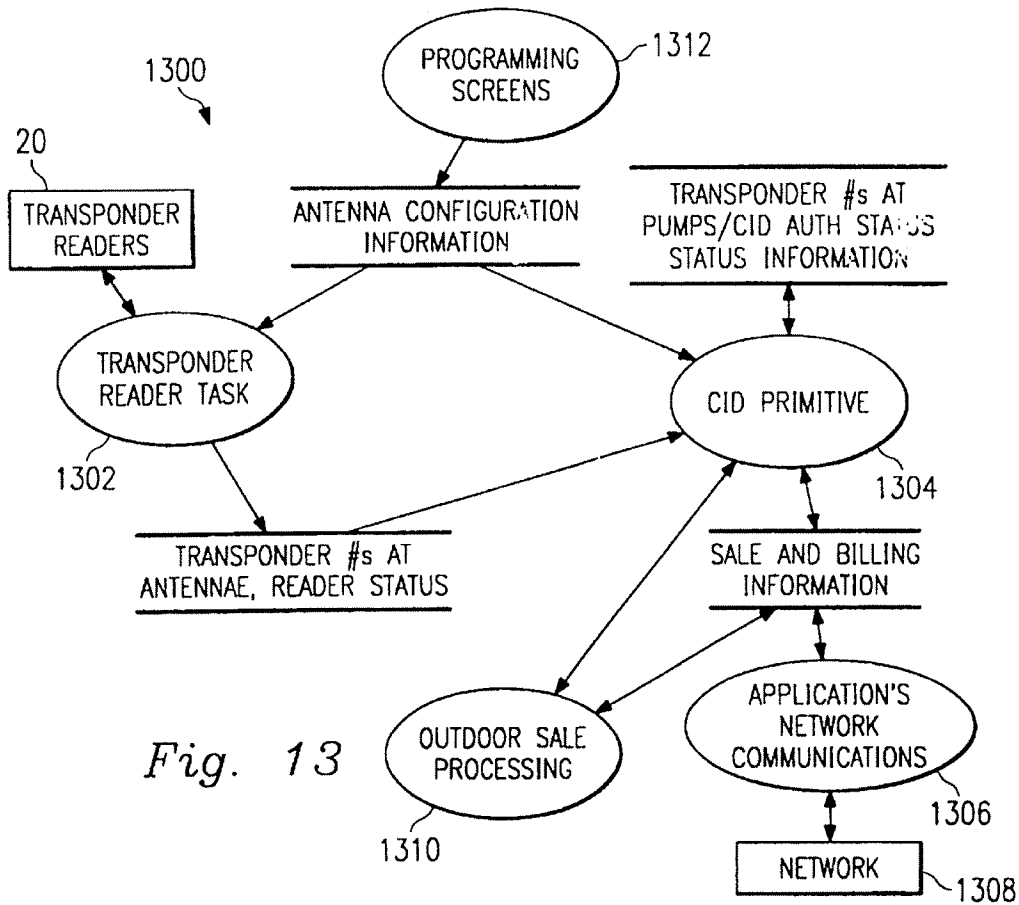 1312
PROGRAMMING
SCREENS
1300
20
TRANSPONDER
READERS
ANTENNA CONFIGURATION
INFORMATION
TRANSPONDER #s AT
PUMPS/CID AUTH STATUS
STATUS INFORMATION
TRANSPONDER
READER TASK
1302
CID PRIMITIVE
1304
TRANSPONDER #s AT
ANTENNAE, READER STATUS
SALE AND BILLING
INFORMATION
OUTDOOR SALE
PROCESSING
1310
APPLICATION'S
NETWORK
COMMUNICATIONS
1306
Fig. 13
NETWORK
1308